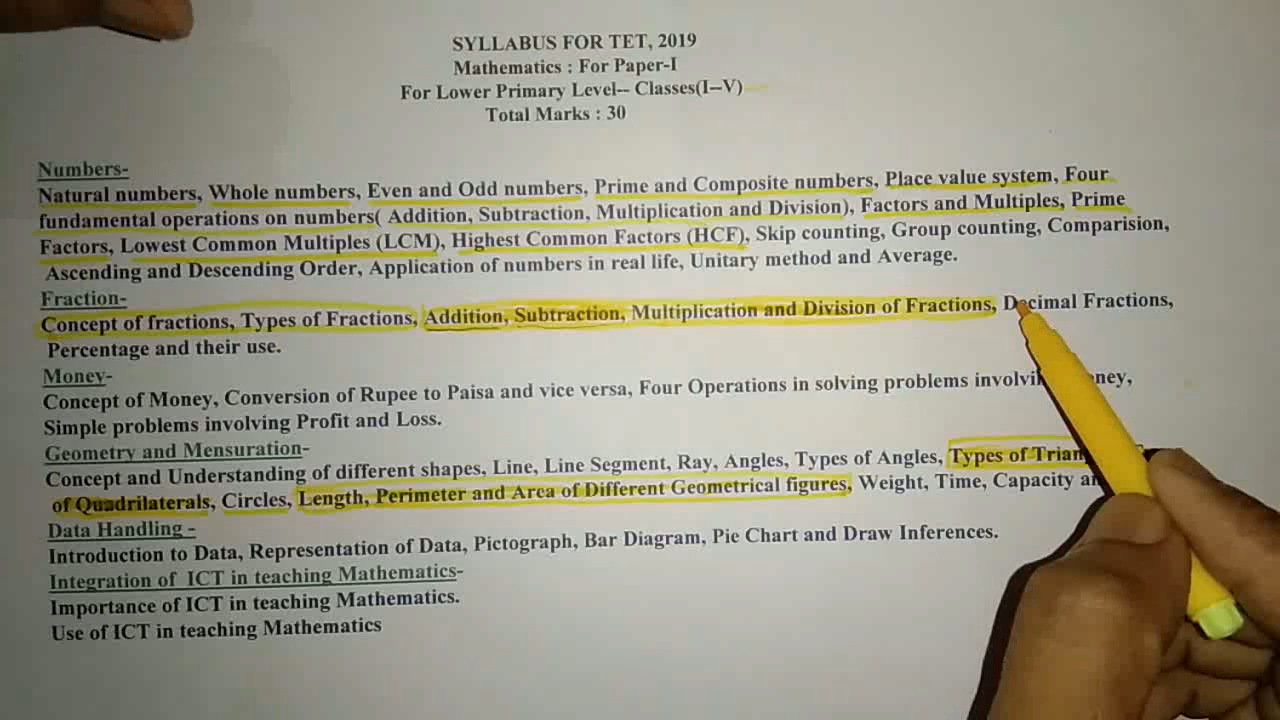 SYLLABUS FOR TET, 2019
Mathematics : For Paper-I
For Lower Primary Level-- Classes(I--V)
Total Marks : 30
Numbers-
Natural numbers, Whole numbers, Even and Odd numbers, Prime and Composite numbers, Place value system, Four
fundamental operations on numbers( Addition, Subtraction, Multiplication and Division), Factors and Multiples, Prime
Factors, Lowest Common Multiples (LCM), Highest Common Factors (HCF), Skip counting, Group counting, Comparision,
Ascending and Descending Order, Application of numbers in real life, Unitary method and Average.
Fraction-
Concept of fractions, Types of Fractions, Addition, Subtraction, Multiplication and Division of Fractions, Decimal Fractions,
Percentage and their use.
Money-
Concept of Money, Conversion of Rupee to Paisa and vice versa, Four Operations in solving problems involving Money,
Simple problems involving Profit and Loss.
Geometry and Mensuration-
Concept and Understanding of different shapes, Line, Line Segment, Ray, Angles, Types of Angles, Types of
of Quadrilaterals, Circles, Length, Perimeter and Area of Different Geometrical figures, Weight, Time, Capacity
Data Handling -
Introduction to Data, Representation of Data, Pictograph, Bar Diagram, Pie Chart and Draw Inferences.
Integration of ICT in teaching Mathematics-
Importance of ICT in teaching Mathematics.
Use of ICT in teaching Mathematics